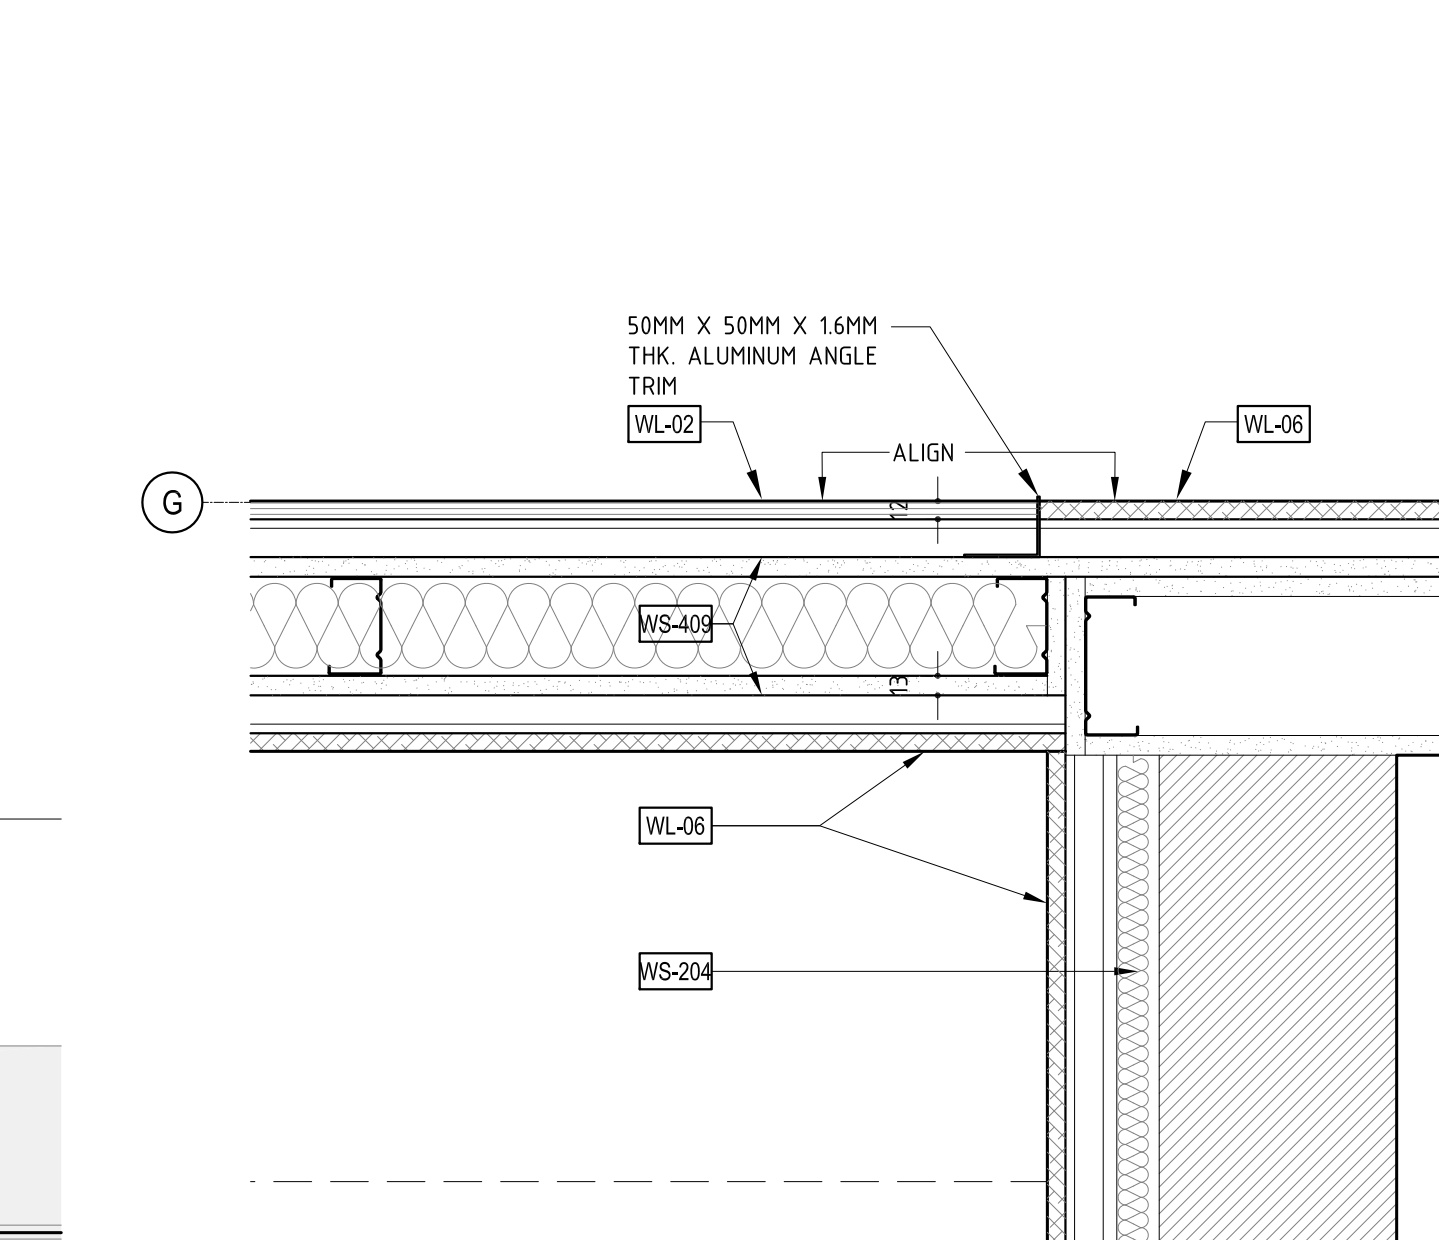 50MM X 50MM X 1.6MM
THK. ALUMINUM ANGLE
TRIM
WL-02
WL-06
ALIGN
G
12
WS-409
13
WL-06
WS-204